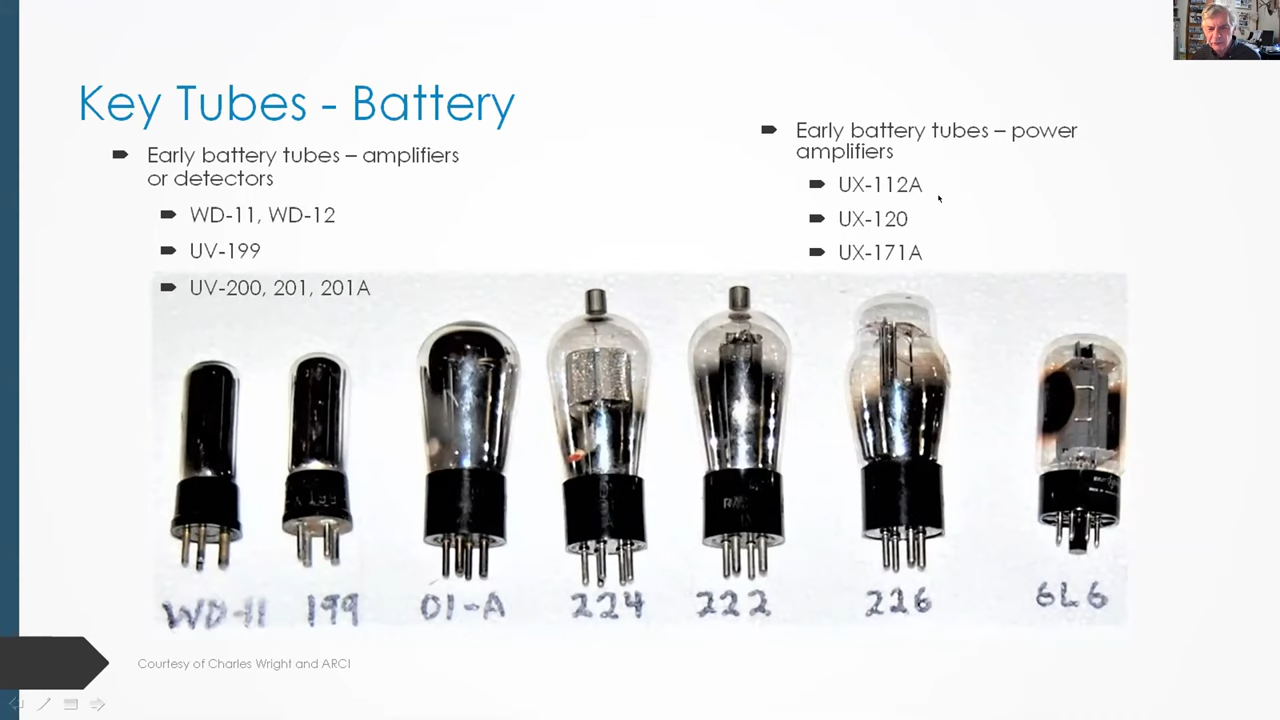 Key Tubes - Battery
Early battery tubes – amplifiers
or detectors
WD-11, WD-12
UV-199
UV-200, 201, 201A
Early battery tubes – power
amplifiers
UX-112A
UX-120
UX-171A
WD-11 199 01-A 224 222 226 6L6
Courtesy of Charles Wright and ARCI